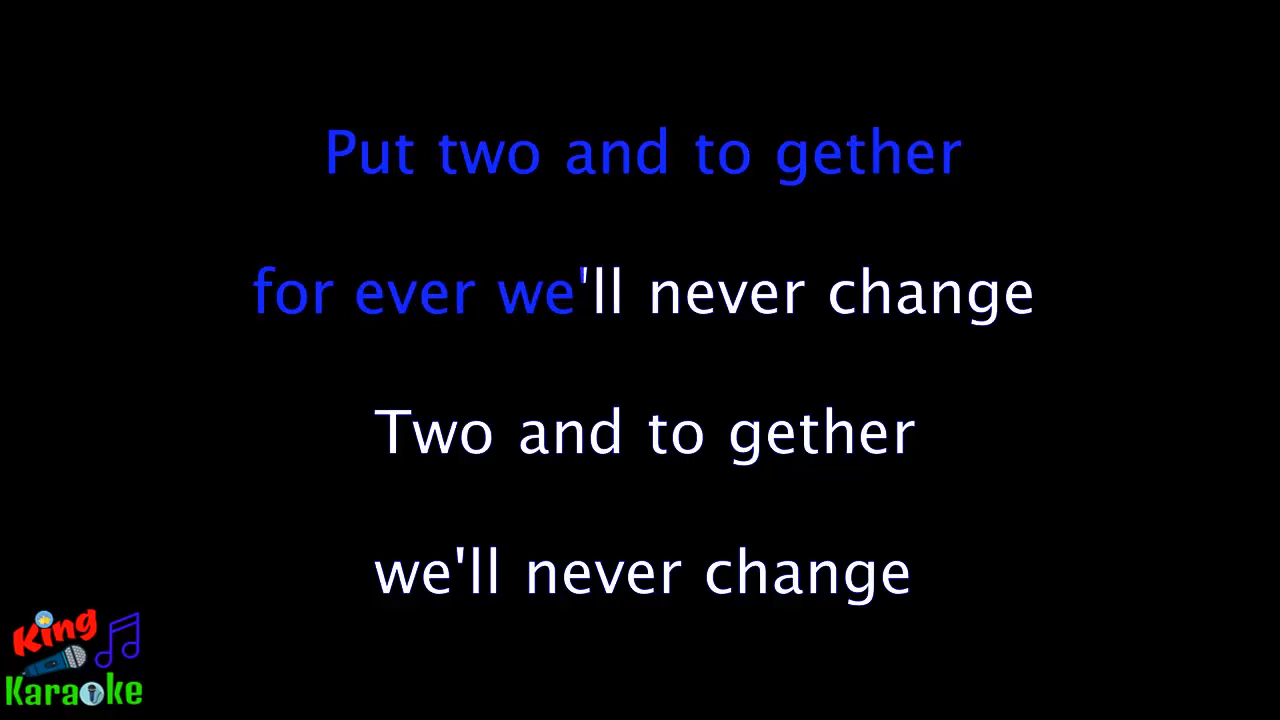 Put two and to gether
for ever we'll never change
Two and to gether
we'll never change
King
Karaoke